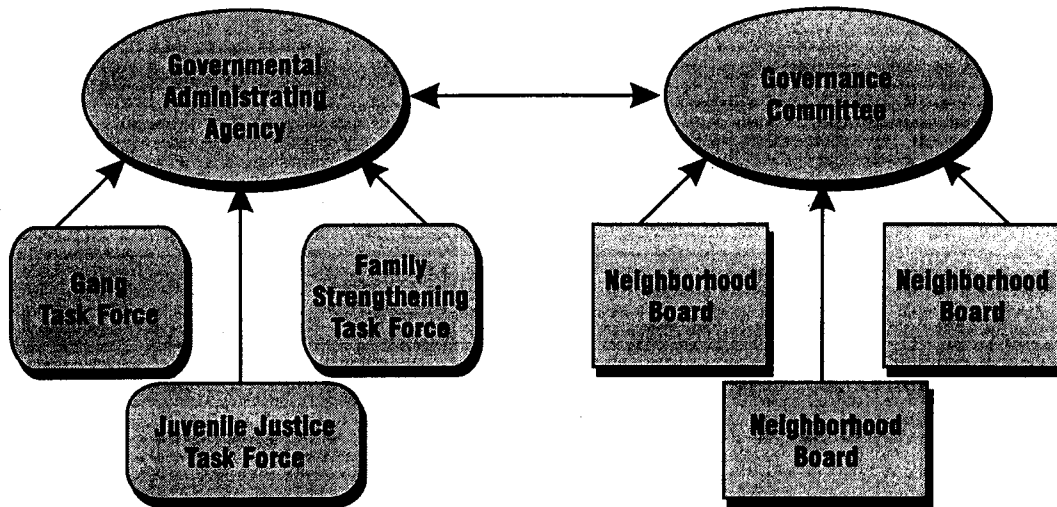 Governmental
Administrating
Agency
Governance
Committee
Gang
Task Force
Family
Strengthening
Task Force
Neighborhood
Board
Neighborhood
Board
Juvenile Justice
Task Force
Neighborhood
Board